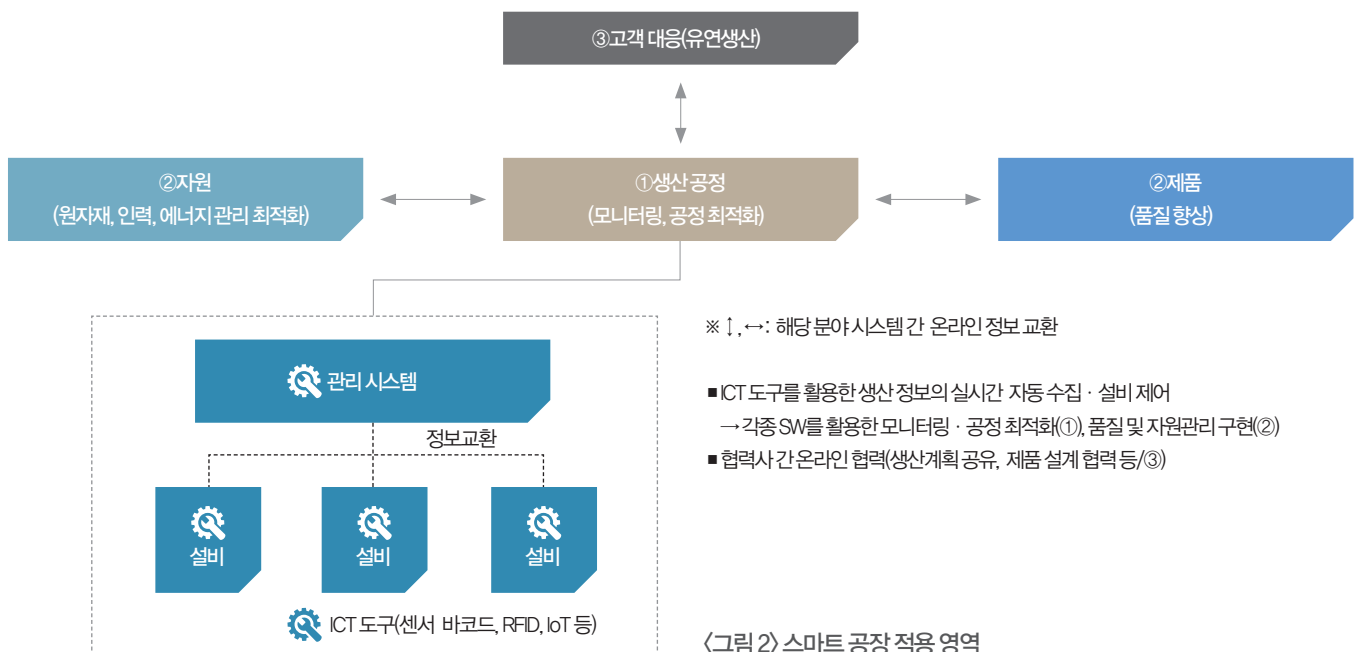 ③고객 대응(유연생산)
②자원
(원자재, 인력, 에너지 관리 최적화)
①생산 공정
(모니터링, 공정 최적화)
②제품
(품질 향상)
관리 시스템
정보교환
설비
설비
설비
ICT 도구(센서 바코드, RFID, IoT 등)
※↕,↔: 해당 분야 시스템 간 온라인 정보 교환
■ICT 도구를 활용한 생산 정보의 실시간 자동 수집 · 설비 제어
→각종 SW를 활용한 모니터링 · 공정 최적화(①), 품질 및 자원관리 구현(②)
■협력사 간 온라인 협력(생산계획 공유, 제품 설계 협력 등/③)
〈그림 2〉 스마트 공장 적용 영역